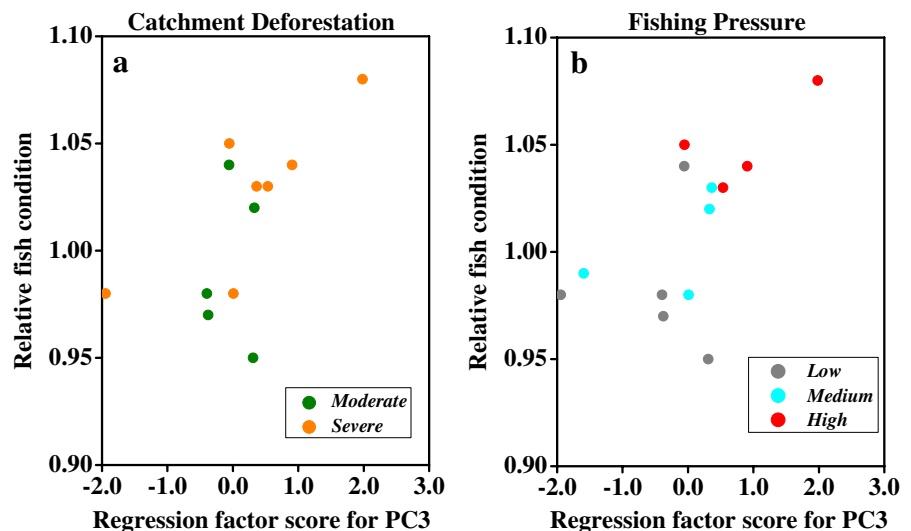 Catchment Deforestation
Fishing Pressure
a
b
Relative fish condition
1.10
1.05
1.00
0.95
0.90
Moderate
Severe
-2.0 -1.0 0.0 1.0 2.0 3.0
Regression factor score for PC3
Relative fish condition
1.10
1.05
1.00
0.95
0.90
Low
Medium
High
-2.0 -1.0 0.0 1.0 2.0 3.0
Regression factor score for PC3